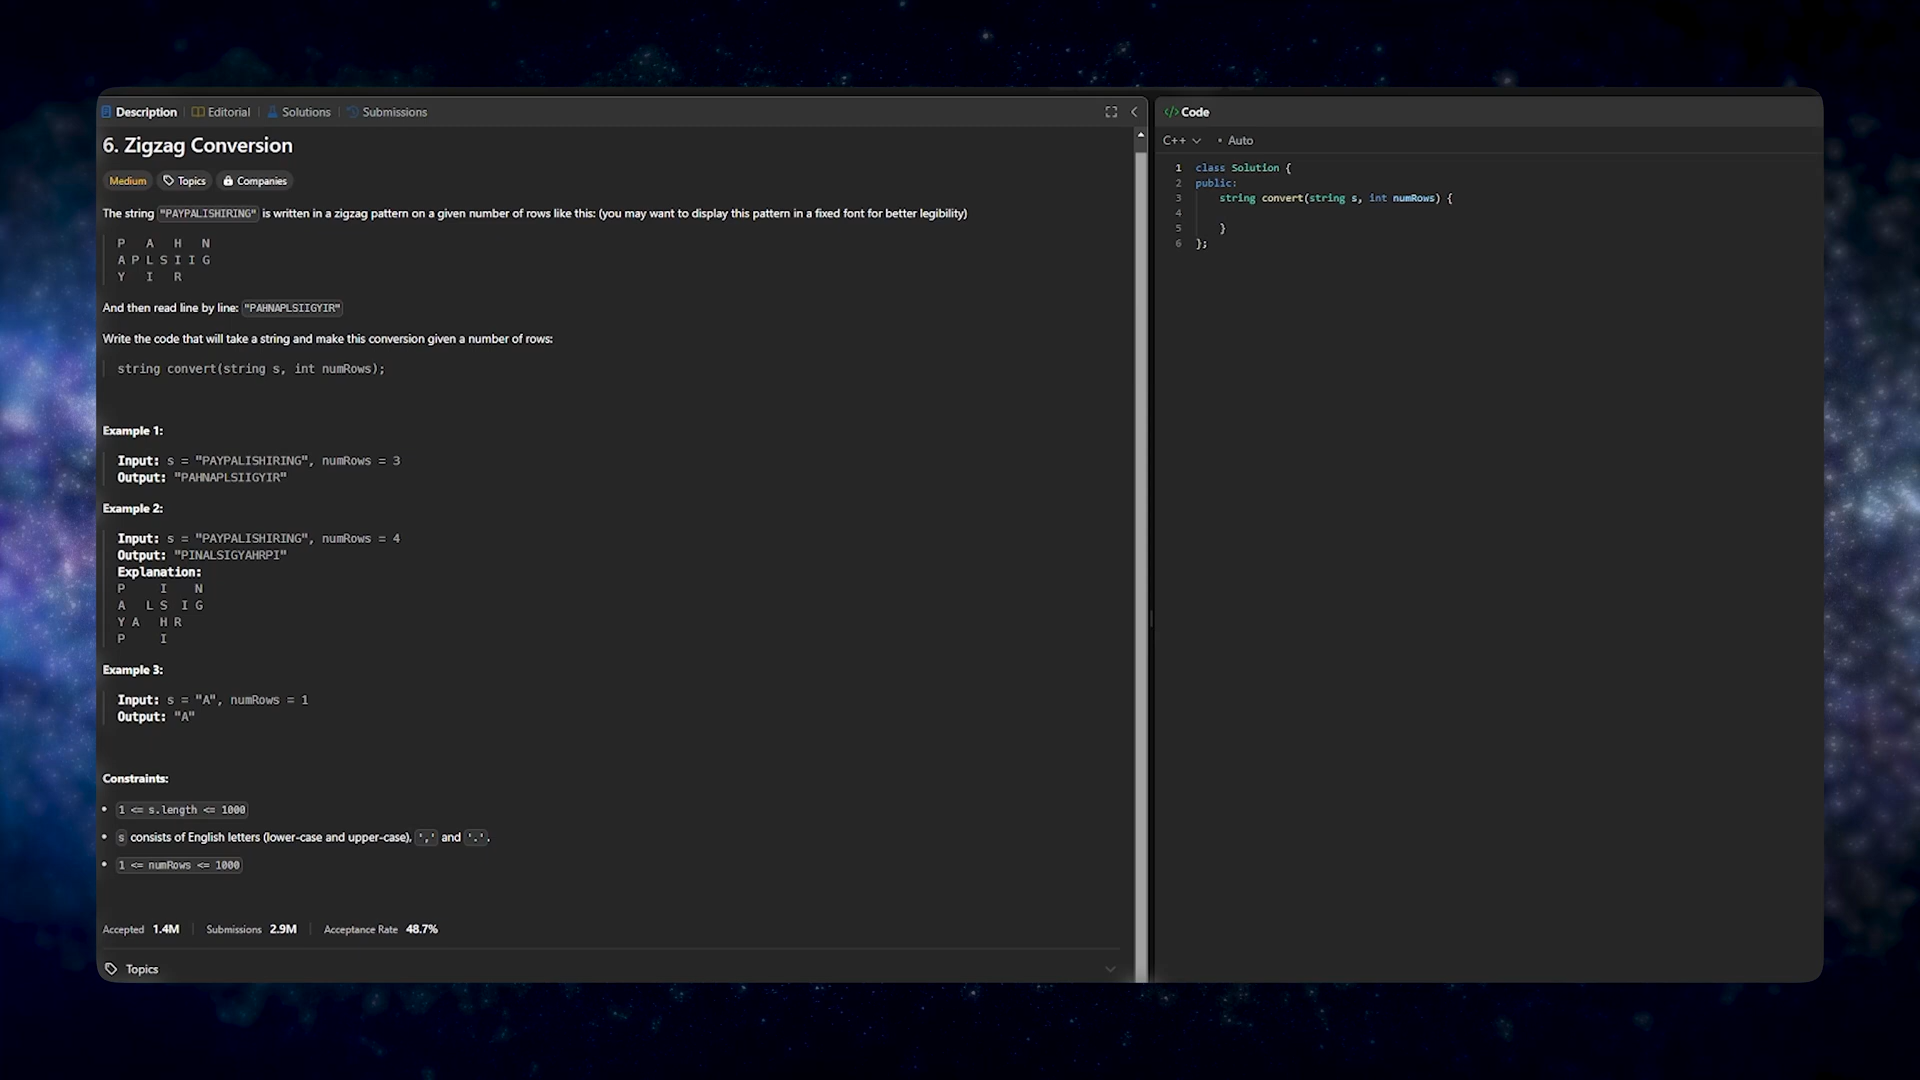 Description Editorial Solutions Submissions
6. Zigzag Conversion
Medium Topics Companies
The string "PAYPALISHIRING" is written in a zigzag pattern on a given number of rows like this: (you may want to display this pattern in a fixed font for better legibility)
P   A   H   N
A P L S I I G
Y   I   R
And then read line by line: "PAHNAPLSIIGYIR"
Write the code that will take a string and make this conversion given a number of rows:
string convert(string s, int numRows);
Example 1:
Input: s = "PAYPALISHIRING", numRows = 3
Output: "PAHNAPLSIIGYIR"
Example 2:
Input: s = "PAYPALISHIRING", numRows = 4
Output: "PINALSIGYAHRPI"
Explanation:
P     I    N
A   L S  I G
Y A   H R
P     I
Example 3:
Input: s = "A", numRows = 1
Output: "A"
Constraints:
• 1 <= s.length <= 1000
• s consists of English letters (lower-case and upper-case), ',' and '.'.
• 1 <= numRows <= 1000
Accepted 1.4M | Submissions 2.9M | Acceptance Rate 48.7%
Topics
</> Code
C++ • Auto
1 class Solution {
2 public:
3     string convert(string s, int numRows) {
4
5     }
6 };